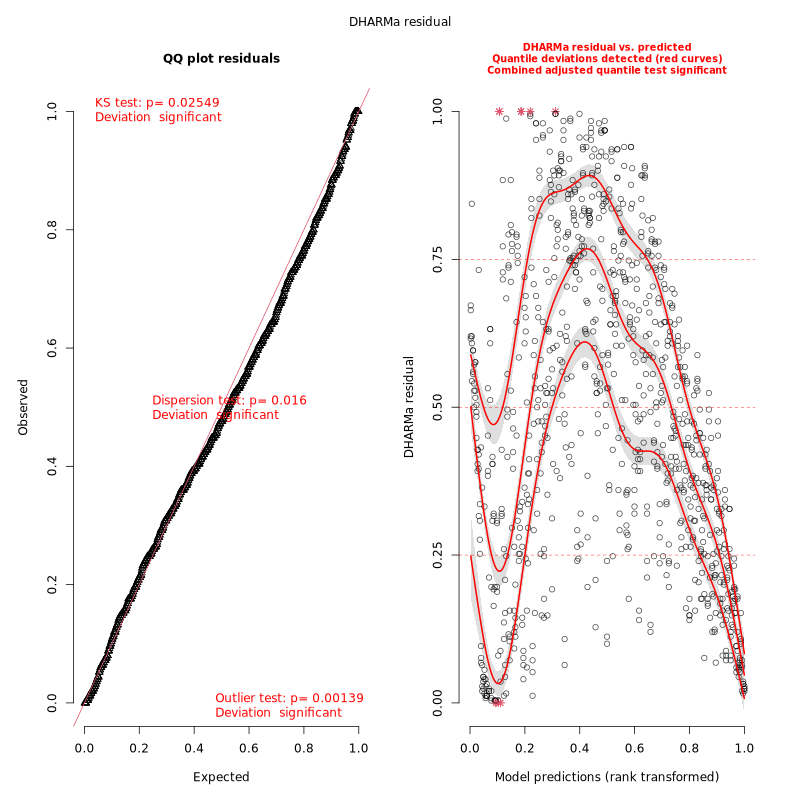 DHARMa residual
QQ plot residuals
KS test: p= 0.02549
Deviation significant
Dispersion test: p= 0.016
Deviation significant
Outlier test: p= 0.00139
Deviation significant
Observed
0.0
0.2
0.4
0.6
0.8
1.0
0.0
0.2
0.4
0.6
0.8
1.0
Expected
DHARMa residual vs. predicted
Quantile deviations detected (red curves)
Combined adjusted quantile test significant
DHARMa residual
0.00
0.25
0.50
0.75
1.00
0.0
0.2
0.4
0.6
0.8
1.0
Model predictions (rank transformed)